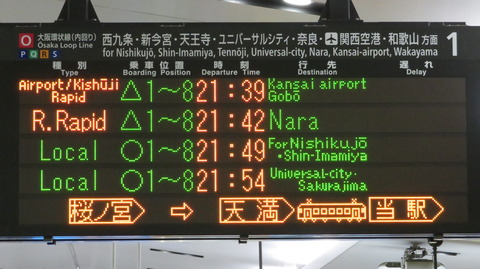 O 大阪環状線(内回り) 西九条・新今宮・天王寺・ユニバーサルシティ・奈良・関西空港・和歌山 方面 1
Osaka Loop Line for Nishikujō, Shin-Imamiya, Tennōji, Universal-city, Nara, Kansai-airport, Wakayama
P Q R S
種別 乗車位置 時刻 行先 遅れ
Type Boarding Position Departure Time Destination Delay
Airport/Kishūji Rapid △1～8 21:39 Kansai airport Gobō
R.Rapid △1～8 21:42 Nara
Local ○1～8 21:49 For Nishikujō・Shin-Imamiya
Local ○1～8 21:54 Universal-city・Sakurajima
桜ノ宮 ⇨ 天満 当駅